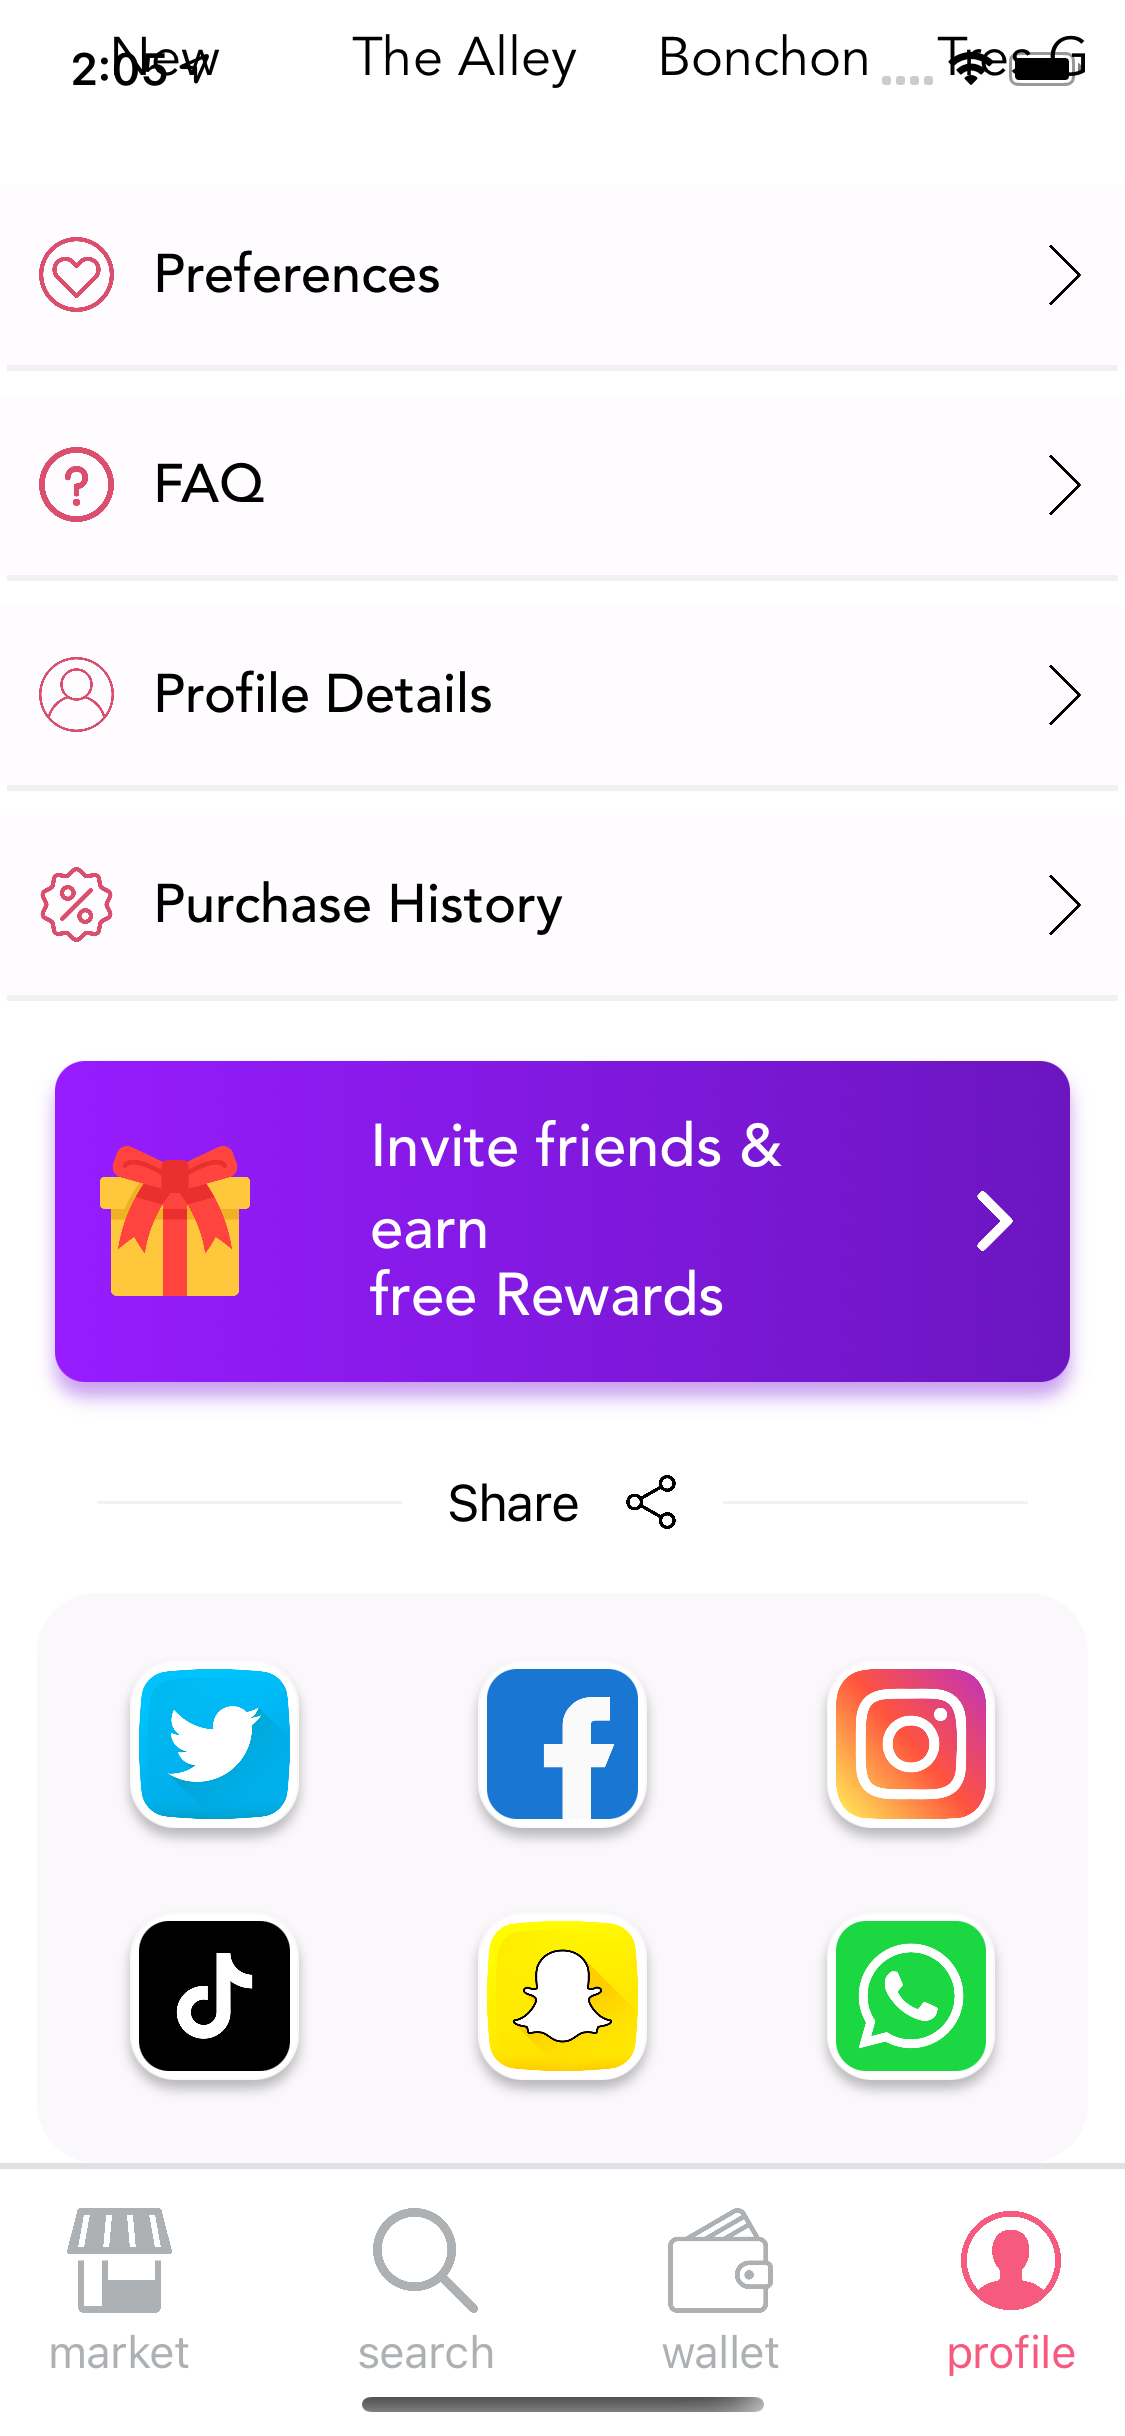 2:05
New The Alley Bonchon Tres G
Preferences
FAQ
Profile Details
Purchase History
Invite friends &
earn
free Rewards
Share
market search wallet profile